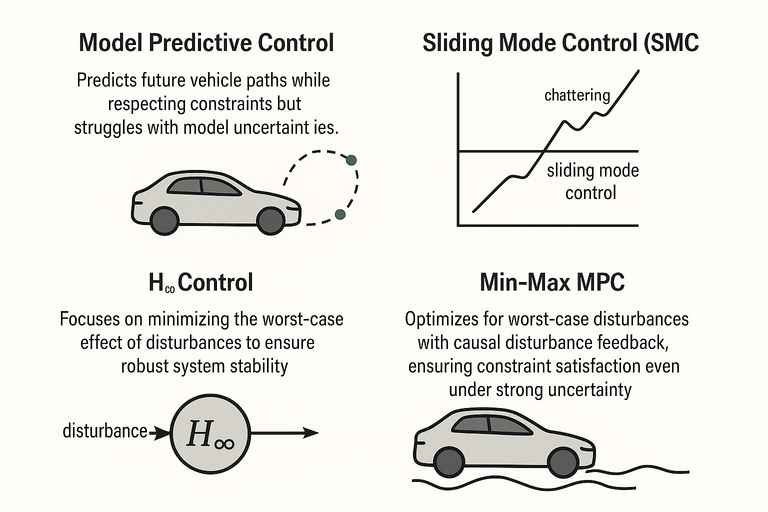 Model Predictive Control
Predicts future vehicle paths while
respecting constraints but
struggles with model uncertaint ies.
Sliding Mode Control (SMC
chattering
sliding mode
control
H∞ Control
Focuses on minimizing the worst-case
effect of disturbances to ensure
robust system stability
disturbance
H∞
Min-Max MPC
Optimizes for worst-case disturbances
with causal disturbance feedback,
ensuring constraint satisfaction even
under strong uncertainty